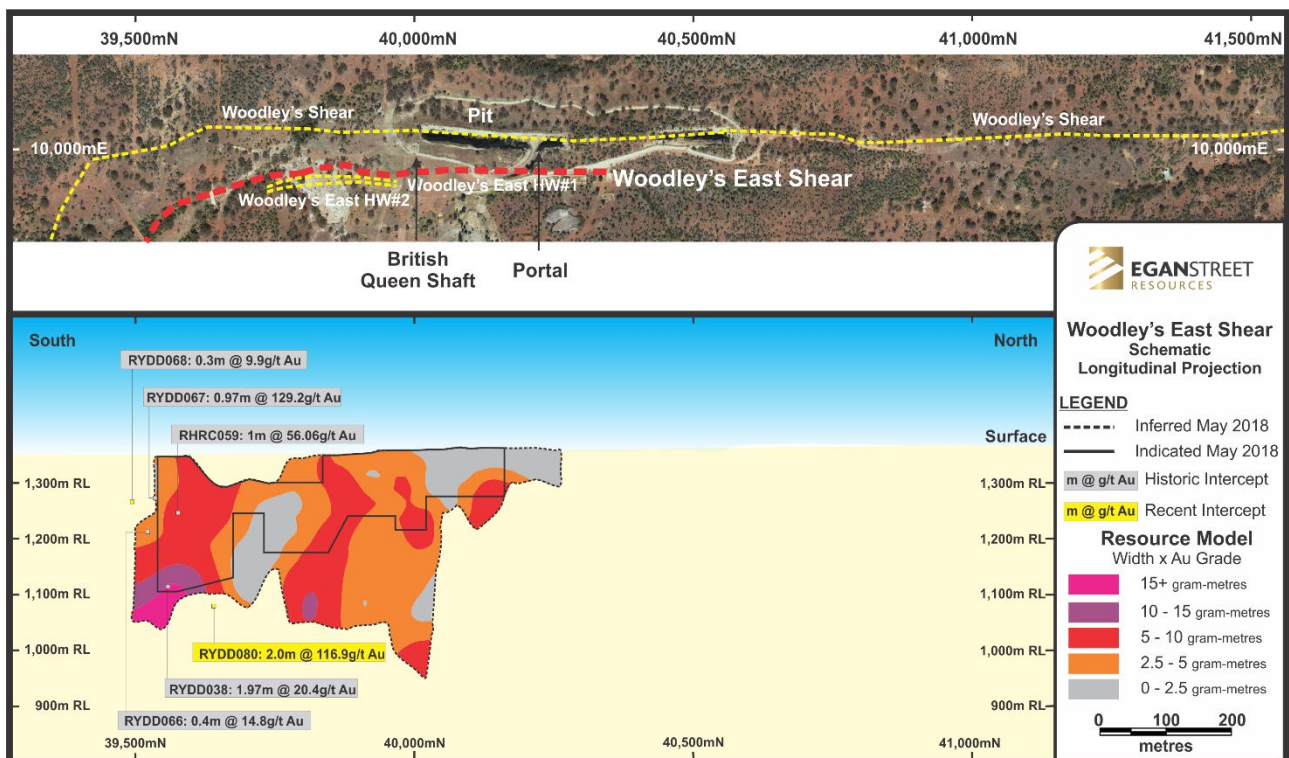 39,500mN 40,000mN 40,500mN 41,000mN 41,500mN
Woodley's Shear
Pit
Woodley's Shear
10,000mE
10,000mE
Woodley's East HW#1
Woodley's East Shear
Woodley's East HW#2
British
Queen Shaft
Portal
EGANSTREET
RESOURCES
South
North
Woodley's East Shear
Schematic
Longitudinal Projection
RYDD068: 0.3m @ 9.9g/t Au
RYDD067: 0.97m @ 129.2g/t Au
RHRC059: 1m @ 56.06g/t Au
Surface
1,300m RL
1,300m RL
1,200m RL
1,200m RL
1,100m RL
1,100m RL
1,000m RL
1,000m RL
900m RL
900m RL
RYDD080: 2.0m @ 116.9g/t Au
RYDD038: 1.97m @ 20.4g/t Au
RYDD066: 0.4m @ 14.8g/t Au
39,500mN 40,000mN 40,500mN 41,000mN
LEGEND
Inferred May 2018
Indicated May 2018
m @ g/t Au Historic Intercept
m @ g/t Au Recent Intercept
Resource Model
Width x Au Grade
15+ gram-metres
10 - 15 gram-metres
5 - 10 gram-metres
2.5 - 5 gram-metres
0 - 2.5 gram-metres
0 100 200
metres